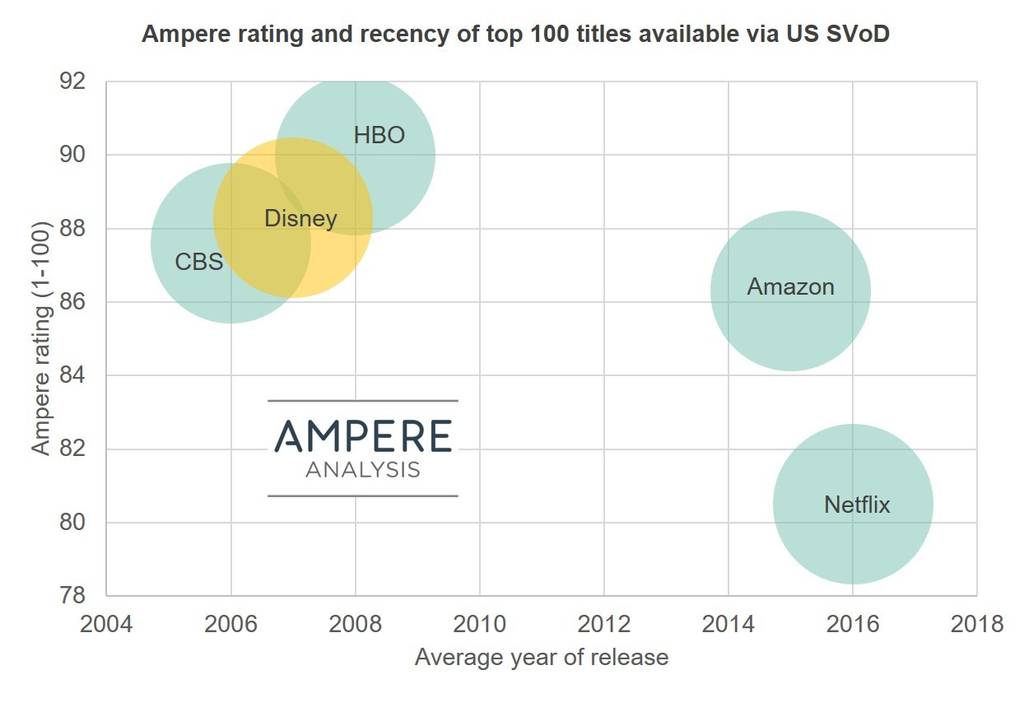 Ampere rating and recency of top 100 titles available via US SVoD
92
90
88
86
84
82
80
78
Ampere rating (1-100)
HBO
Disney
CBS
Amazon
Netflix
AMPERE
ANALYSIS
2004 2006 2008 2010 2012 2014 2016 2018
Average year of release